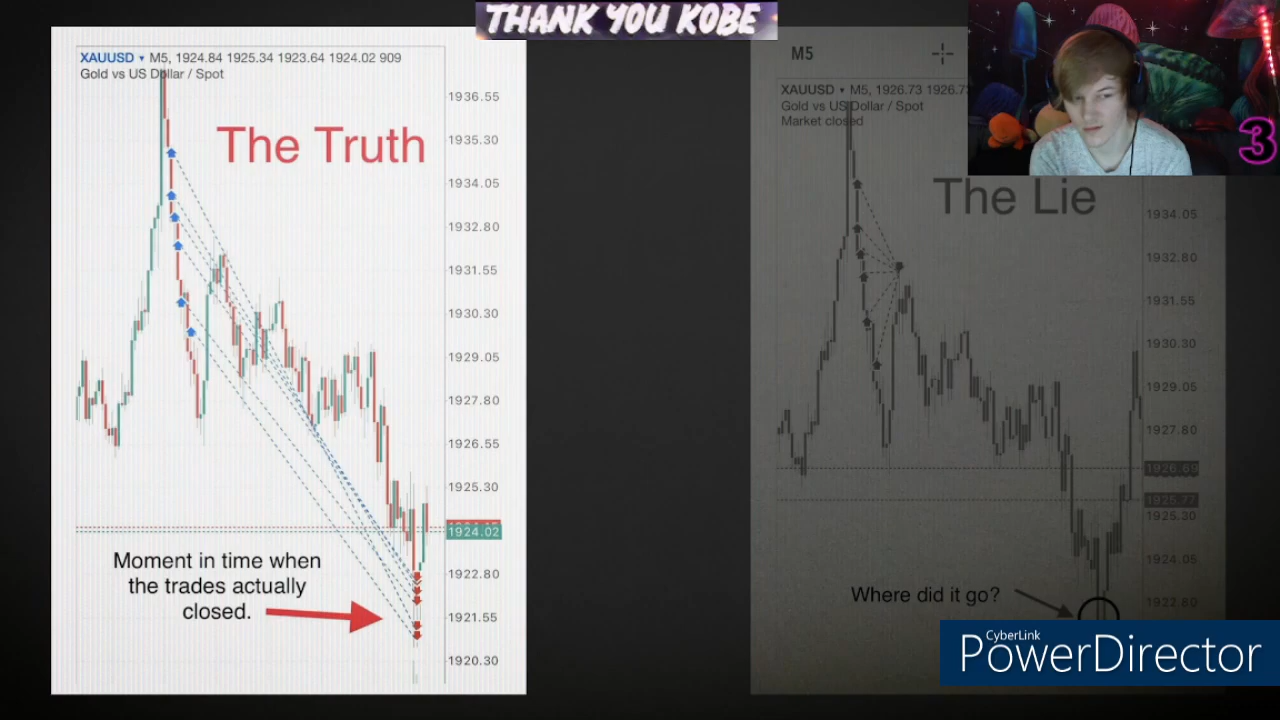 THANK YOU KOBE
XAUUSD ▾ M5, 1924.84 1925.34 1923.64 1924.02 909
Gold vs US Dollar / Spot
The Truth
1936.55
1935.30
1934.05
1932.80
1931.55
1930.30
1929.05
1927.80
1926.55
1925.30
1924.02
1922.80
1921.55
1920.30
Moment in time when
the trades actually
closed.
M5
XAUUSD ▾ M5, 1926.73
Gold vs US Dollar / Spot
Market closed
The Lie
3
1934.05
1932.80
1931.55
1930.30
1929.05
1927.80
1926.69
1925.77
1925.30
1924.05
1922.80
Where did it go?
CyberLink
PowerDirector